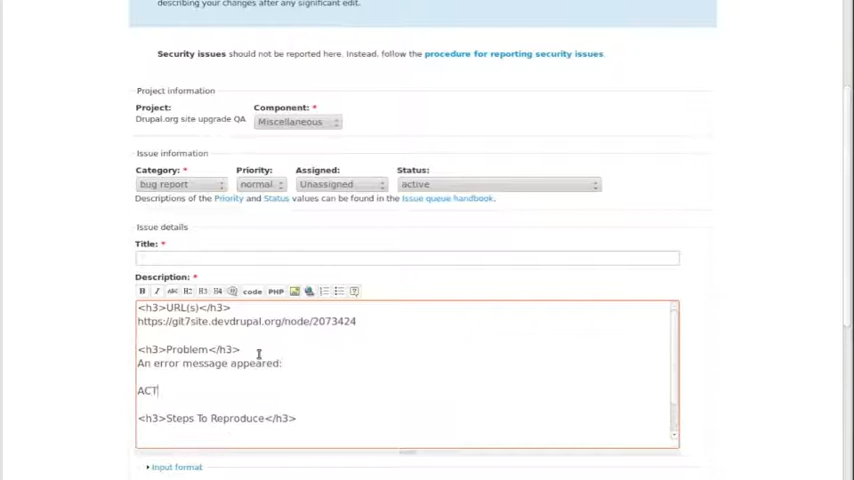 describing your changes after any significant edit.
Security issues should not be reported here. Instead, follow the procedure for reporting security issues.
Project information
Project: Component: *
Drupal.org site upgrade QA Miscellaneous
Issue information
Category: * Priority: Assigned: Status:
bug report normal Unassigned active
Descriptions of the Priority and Status values can be found in the Issue queue handbook.
Issue details
Title: *
Description: *
B I ABC H2 H3 H4 code PHP
<h3>URL(s)</h3>
https://git7site.devdrupal.org/node/2073424
<h3>Problem</h3>
An error message appeared:
ACT
<h3>Steps To Reproduce</h3>
Input format